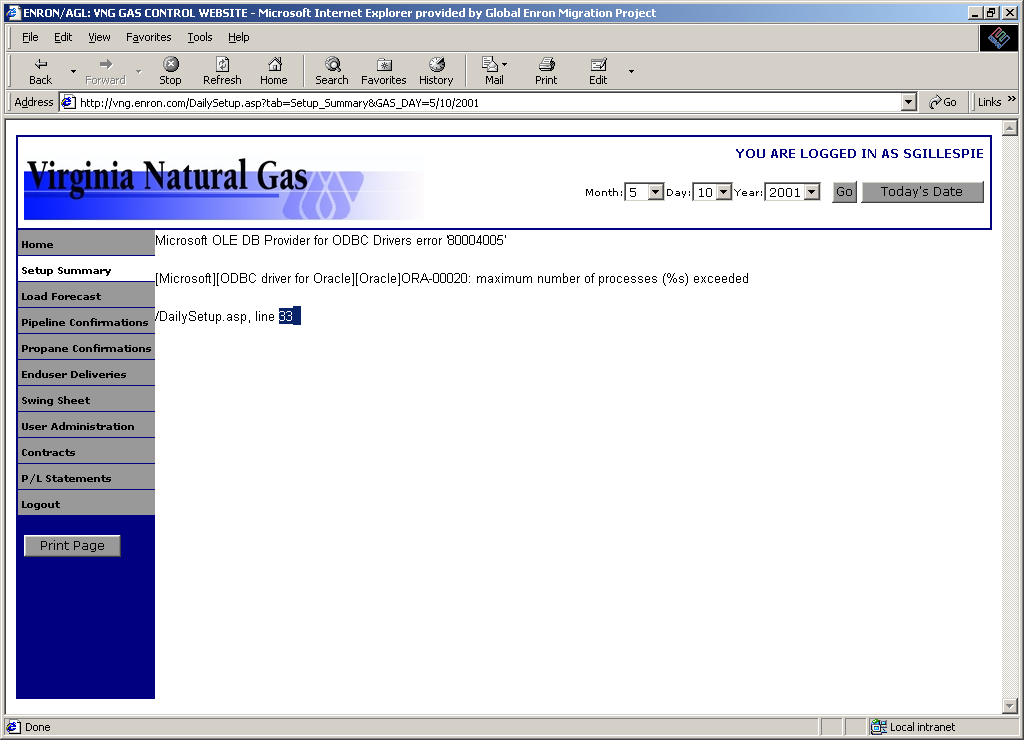 ENRON/AGL: VNG GAS CONTROL WEBSITE - Microsoft Internet Explorer provided by Global Enron Migration Project
File Edit View Favorites Tools Help
Back Forward Stop Refresh Home Search Favorites History Mail Print Edit
Address http://vng.enron.com/DailySetup.asp?tab=Setup_Summary&GAS_DAY=5/10/2001 Go Links »
YOU ARE LOGGED IN AS SGILLESPIE
Virginia Natural Gas
Month: 5 Day: 10 Year: 2001 Go Today's Date
Home
Setup Summary
Load Forecast
Pipeline Confirmations
Propane Confirmations
Enduser Deliveries
Swing Sheet
User Administration
Contracts
P/L Statements
Logout
Print Page
Microsoft OLE DB Provider for ODBC Drivers error '80004005'
[Microsoft][ODBC driver for Oracle][Oracle]ORA-00020: maximum number of processes (%s) exceeded
/DailySetup.asp, line 33
Done Local intranet